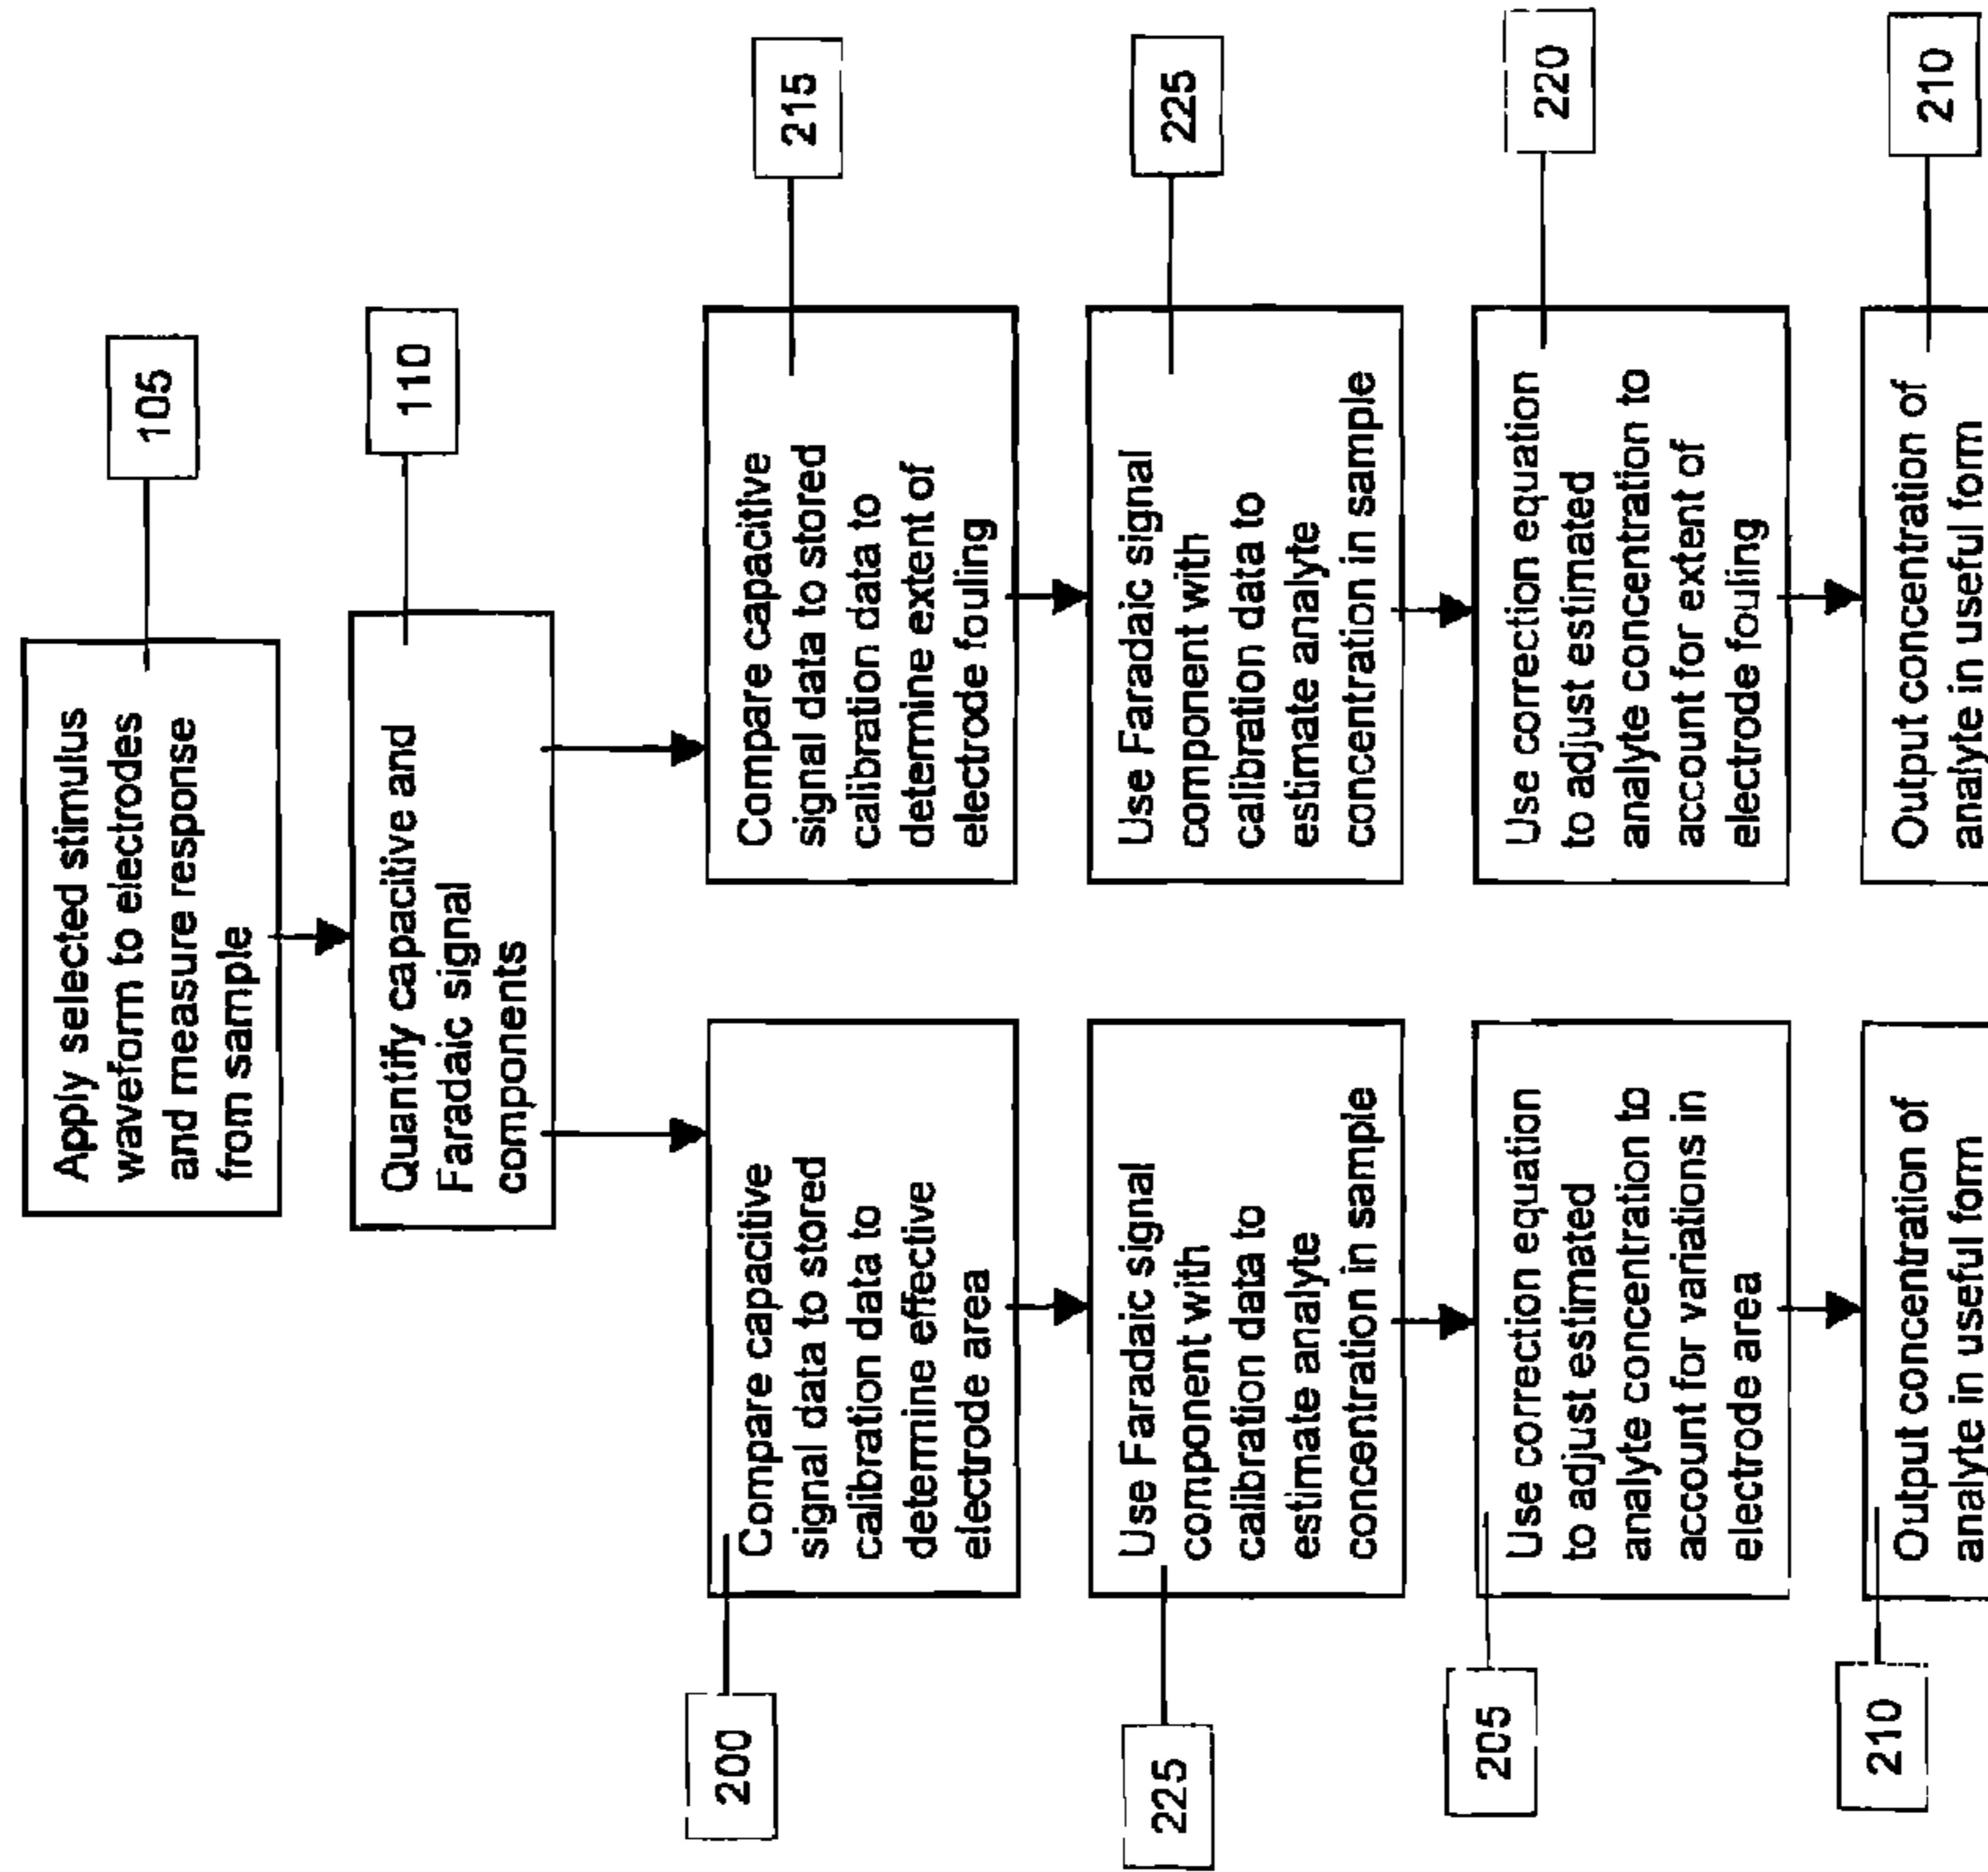 Apply selected stimulus
waveform to electrodes
and measure response
from sample
105
Quantify capacitive and
Faradaic signal
components
110
200
Compare capacitive
signal data to stored
calibration data to
determine effective
electrode area
225
Use Faradaic signal
component with
calibration data to
estimate analyte
concentration in sample
205
Use correction equation
to adjust estimated
analyte concentration to
account for variations in
electrode area
210
Output concentration of
analyte in useful form
Compare capacitive
signal data to stored
calibration data to
determine extent of
electrode fouling
215
Use Faradaic signal
component with
calibration data to
estimate analyte
concentration in sample
225
Use correction equation
to adjust estimated
analyte concentration to
account for extent of
electrode fouling
220
Output concentration of
analyte in useful form
210